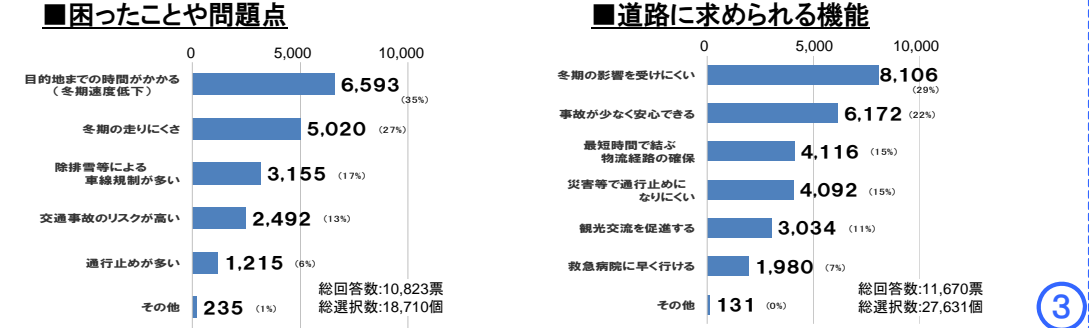 ■困ったことや問題点
0 5,000 10,000
目的地までの時間がかかる
（冬期速度低下）
6,593
（35%）
冬期の走りにくさ
5,020 （27%）
除排雪等による
車線規制が多い
3,155 （17%）
交通事故のリスクが高い
2,492 （13%）
通行止めが多い
1,215 （6%）
その他
235 （1%）
総回答数:10,823票
総選択数:18,710個
■道路に求められる機能
0 5,000 10,000
冬期の影響を受けにくい
8,106
（29%）
事故が少なく安心できる
6,172 （22%）
最短時間で結ぶ
物流経路の確保
4,116 （15%）
災害等で通行止めに
なりにくい
4,092 （15%）
観光交流を促進する
3,034 （11%）
救急病院に早く行ける
1,980 （7%）
その他
131 （0%）
総回答数:11,670票
総選択数:27,631個
③